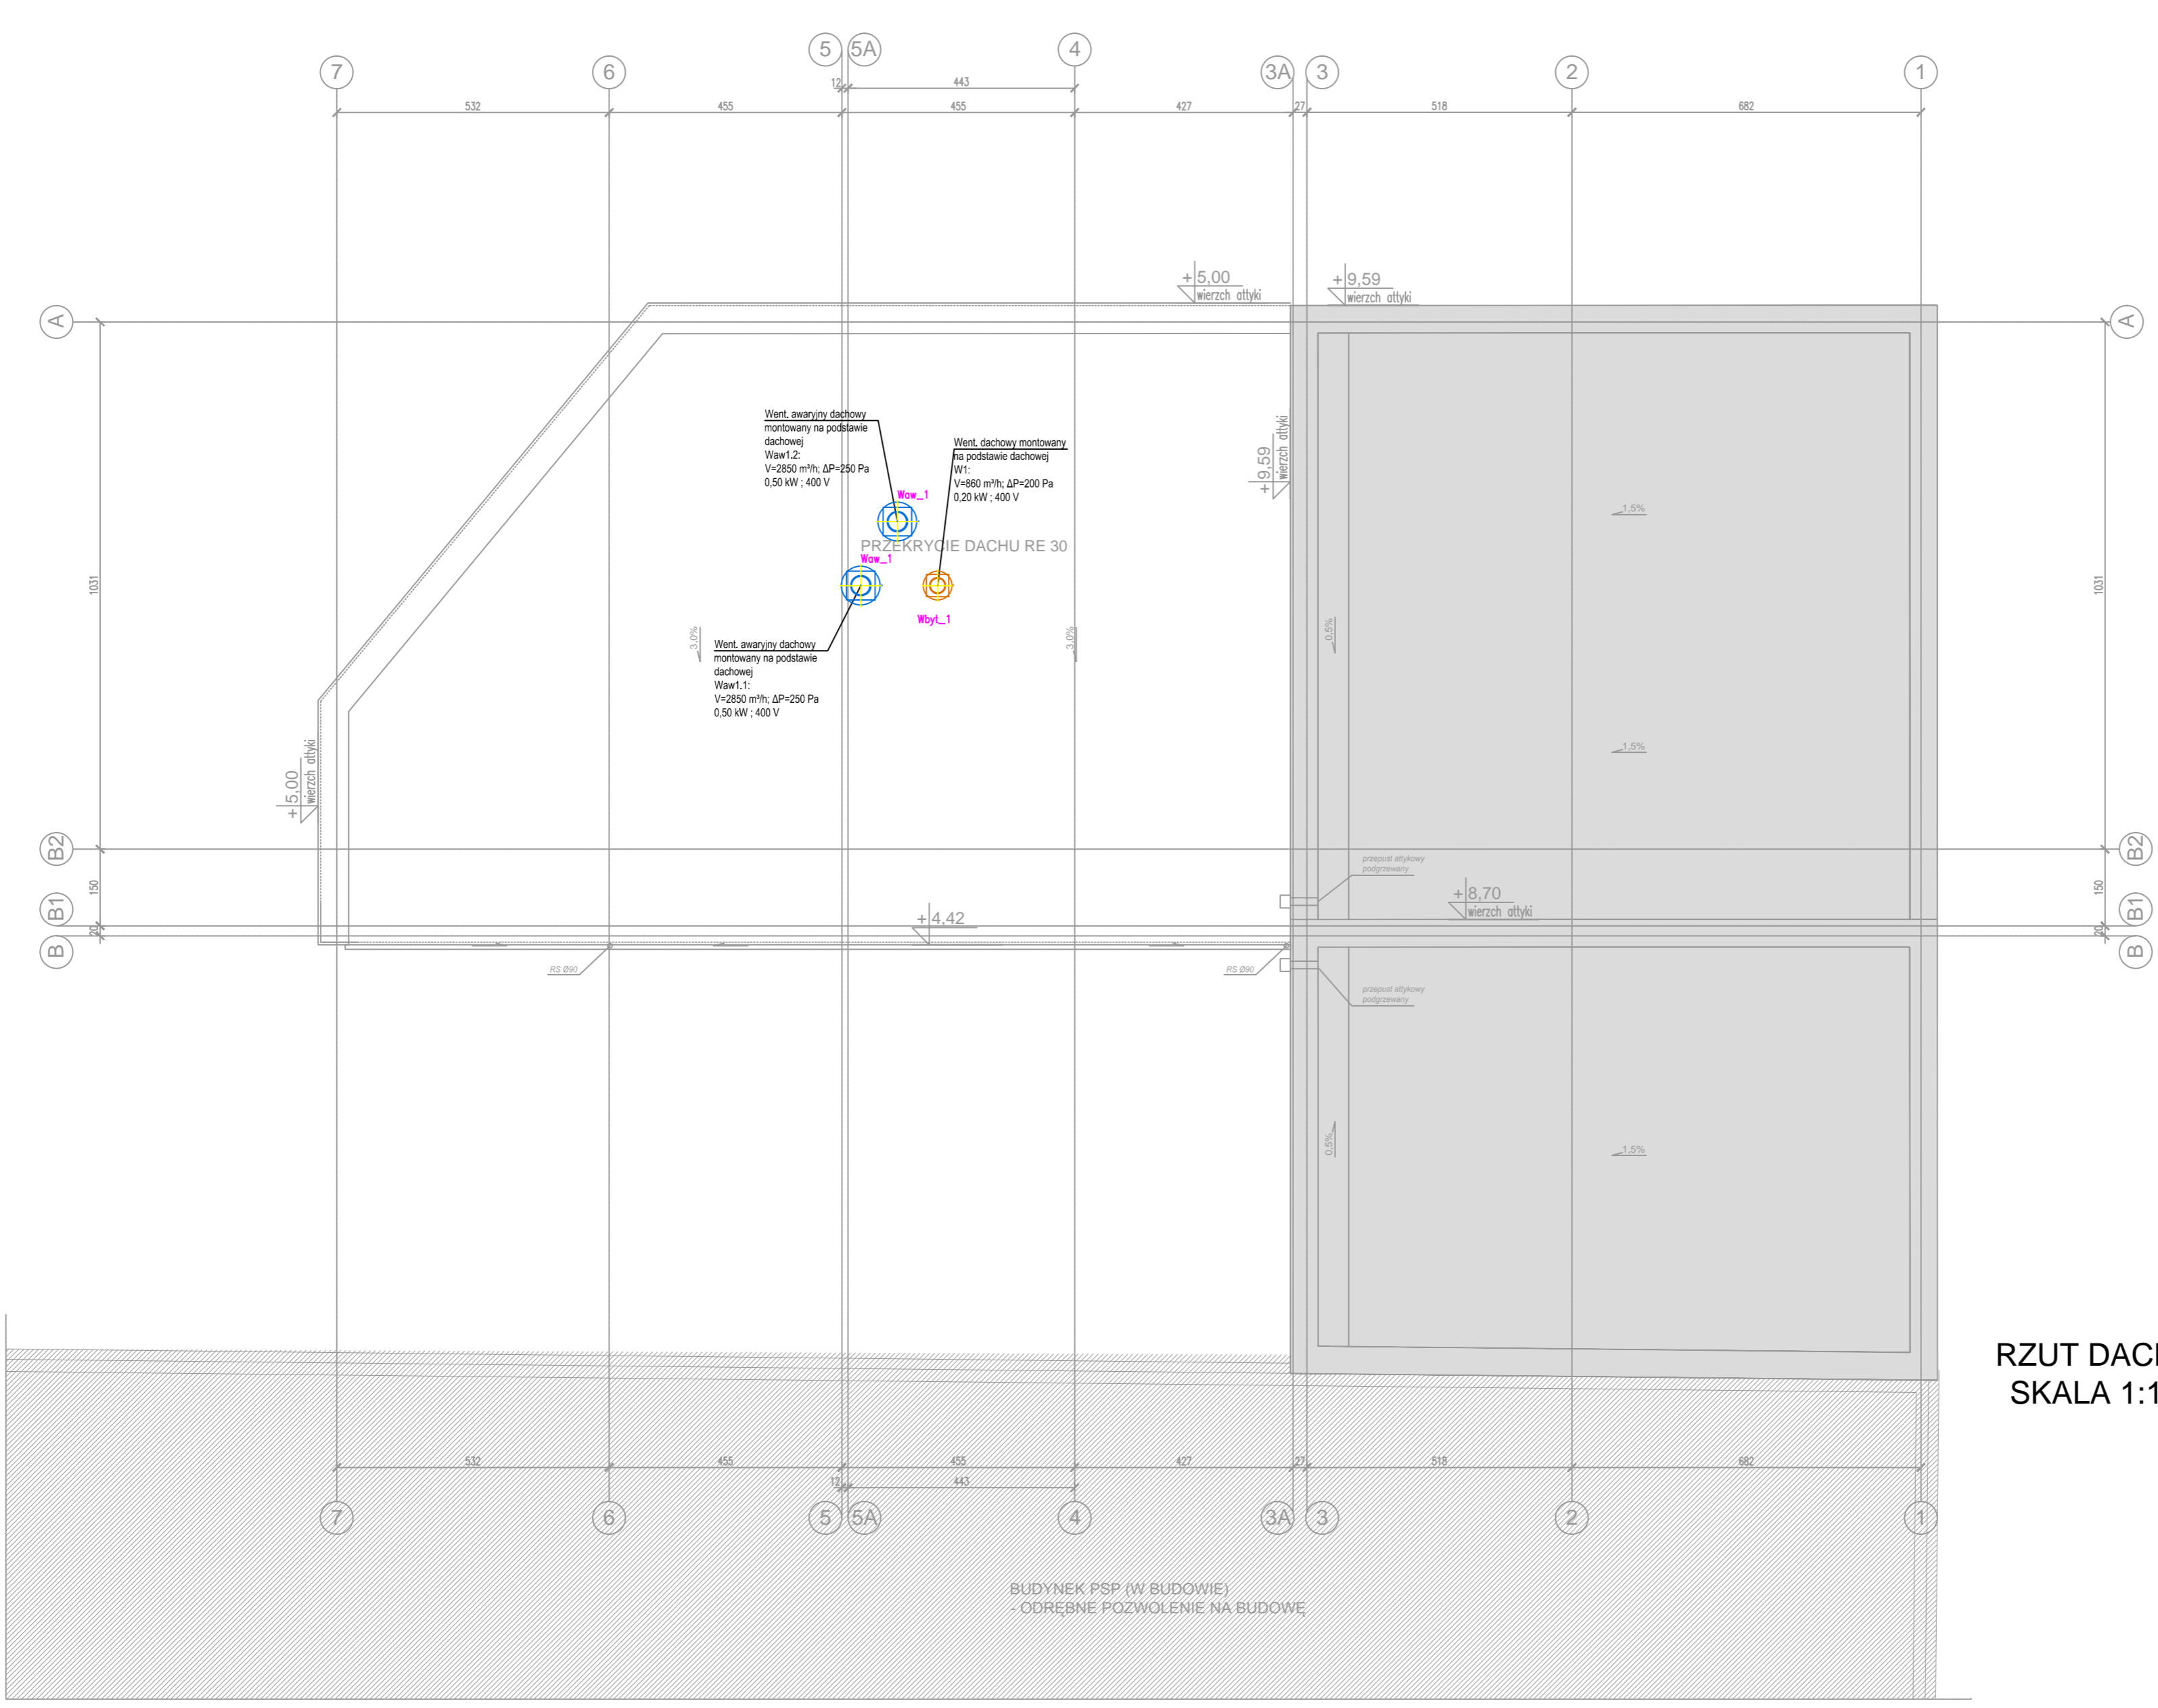 5
5A
4
7
6
3A
3
2
1
12
443
532
455
455
427
27
518
682
+5,00
wierzch attyki
+9,59
wierzch attyki
A
A
Went. awaryjny dachowy
montowany na podstawie
dachowej
Waw1.2:
V=2850 m³/h; ΔP=250 Pa
0,50 kW ; 400 V
Went. dachowy montowany
na podstawie dachowej
W1:
V=860 m³/h; ΔP=200 Pa
0,20 kW ; 400 V
+9,59
wierzch attyki
Waw_1
1,5%
PRZEKRYCIE DACHU RE 30
Waw_1
1031
1031
Wbyt_1
3,0%
3,0%
0,5%
Went. awaryjny dachowy
montowany na podstawie
dachowej
Waw1.1:
V=2850 m³/h; ΔP=250 Pa
0,50 kW ; 400 V
+5,00
wierzch attyki
1,5%
B2
B2
przepust attykowy
podgrzewany
150
150
+8,70
wierzch attyki
B1
B1
+4,42
20
20
B
B
RS Ø90
RS Ø90
przepust attykowy
podgrzewany
0,5%
1,5%
RZUT DAC
SKALA 1:1
532
455
455
427
27
518
682
12
443
7
6
5
5A
4
3A
3
2
1
BUDYNEK PSP (W BUDOWIE)
- ODRĘBNE POZWOLENIE NA BUDOWĘ